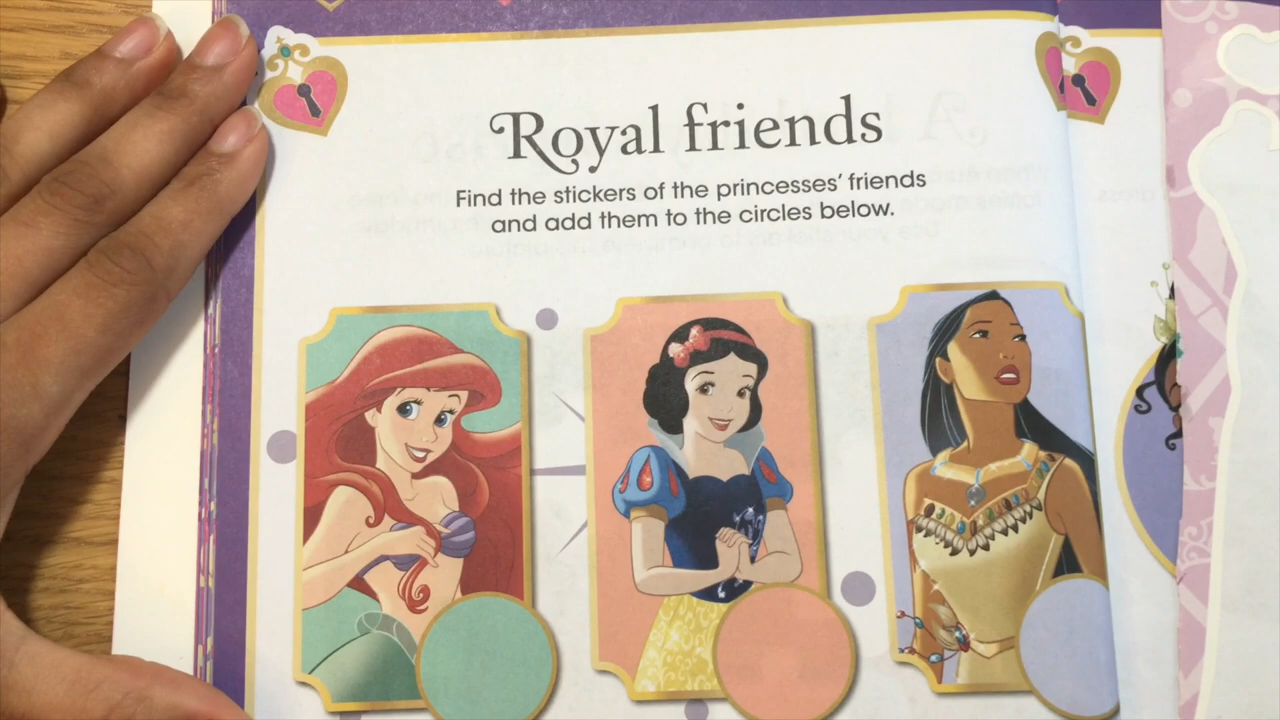 Royal friends
Find the stickers of the princesses' friends
and add them to the circles below.